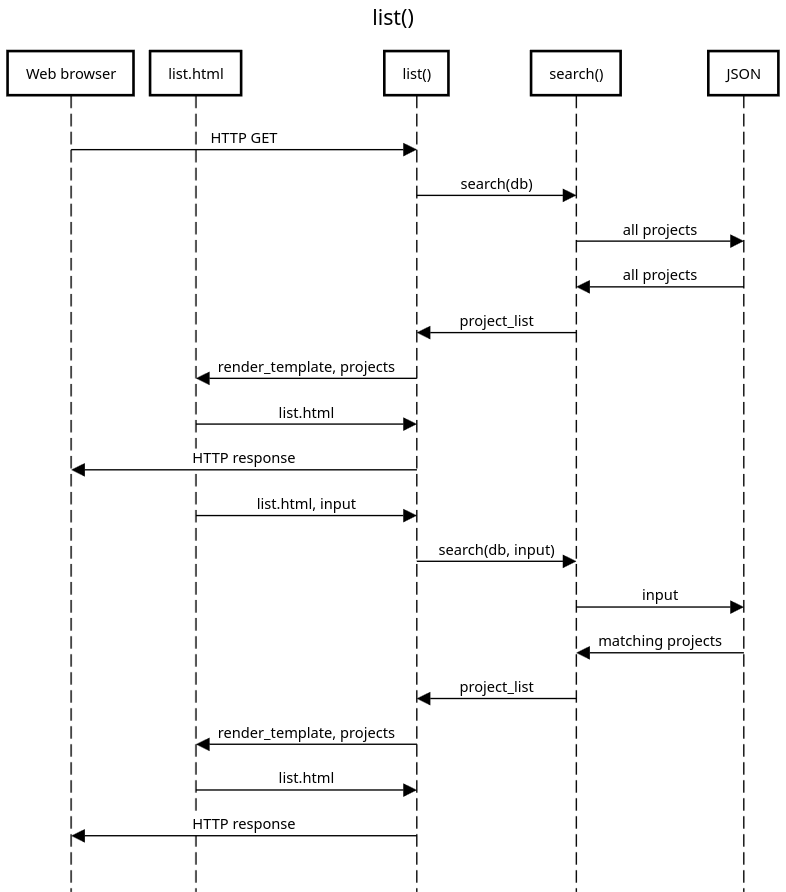 list()
Web browser
list.html
list()
search()
JSON
HTTP GET
search(db)
all projects
all projects
project_list
render_template, projects
list.html
HTTP response
list.html, input
search(db, input)
input
matching projects
project_list
render_template, projects
list.html
HTTP response